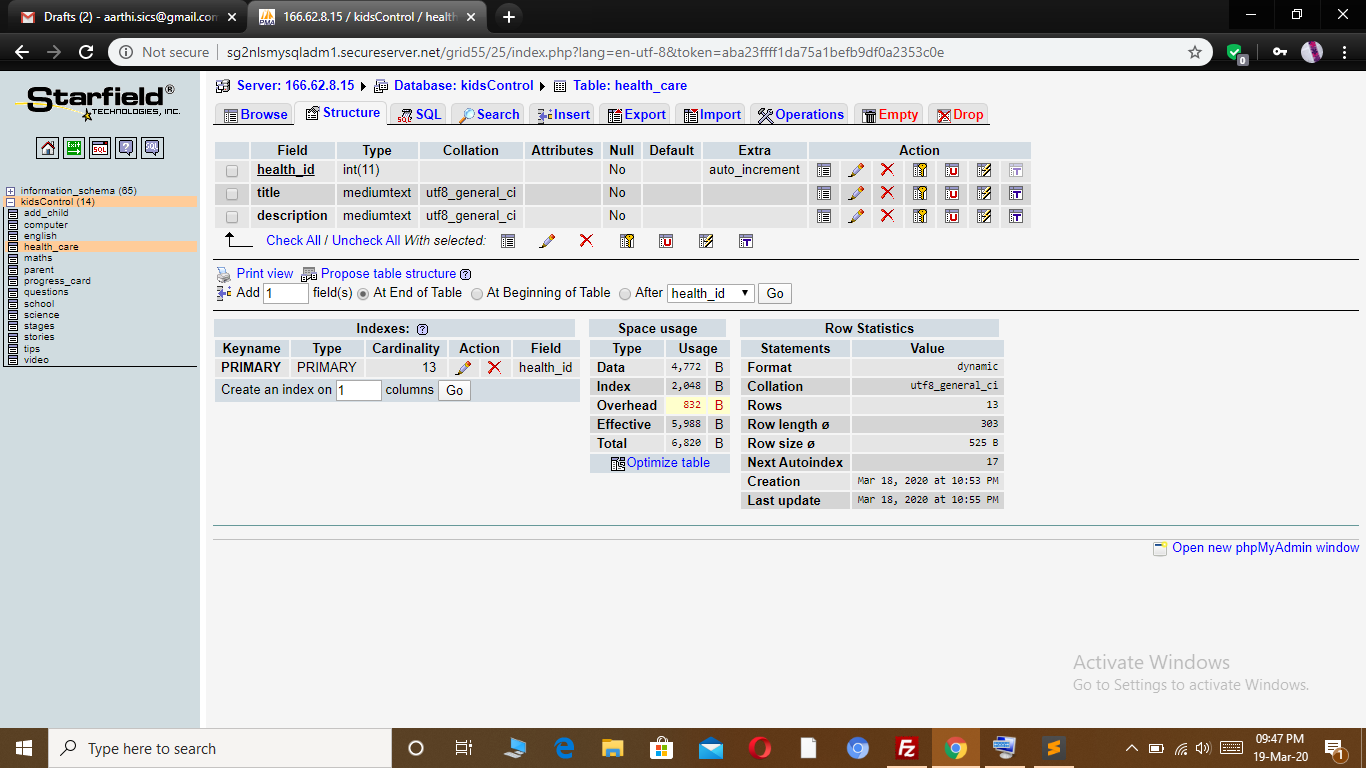 Drafts (2) - aarthi.sics@gmail.con
166.62.8.15 / kidsControl / health
Not secure | sg2nlsmysqladm1.secureserver.net/grid55/25/index.php?lang=en-utf-8&token=aba23ffff1da75a1befb9df0a2353c0e
0
Starfield®
TECHNOLOGIES, INC.
information_schema (65)
kidsControl (14)
add_child
computer
english
health_care
maths
parent
progress_card
questions
school
science
stages
stories
tips
video
Server: 166.62.8.15 Database: kidsControl Table: health_care
Browse Structure SQL Search Insert Export Import Operations Empty Drop
Field Type Collation Attributes Null Default Extra Action
health_id int(11) No auto_increment
title mediumtext utf8_general_ci No
description mediumtext utf8_general_ci No
Check All / Uncheck All With selected:
Print view Propose table structure
Add 1 field(s) At End of Table At Beginning of Table After health_id Go
Indexes:
Keyname Type Cardinality Action Field
PRIMARY PRIMARY 13 health_id
Create an index on 1 columns Go
Space usage
Type Usage
Data 4,772 B
Index 2,048 B
Overhead 832 B
Effective 5,988 B
Total 6,820 B
Optimize table
Row Statistics
Statements Value
Format dynamic
Collation utf8_general_ci
Rows 13
Row length ø 303
Row size ø 525 B
Next Autoindex 17
Creation Mar 18, 2020 at 10:53 PM
Last update Mar 18, 2020 at 10:55 PM
Open new phpMyAdmin window
Activate Windows
Go to Settings to activate Windows.
Type here to search
09:47 PM
19-Mar-20
1